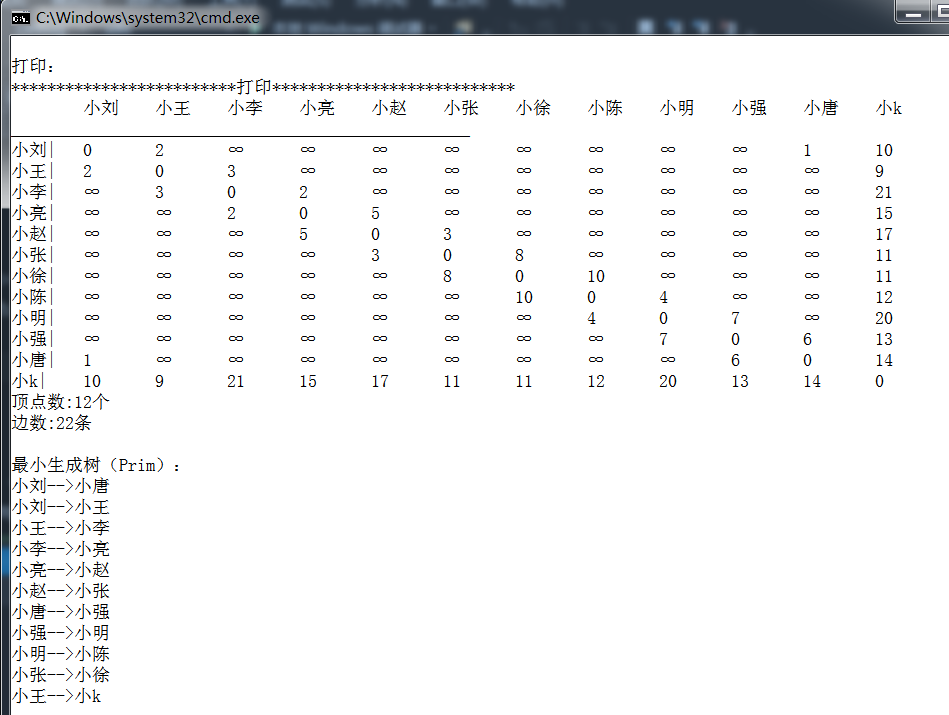 C:\Windows\system32\cmd.exe
打印:
*************************打印***************************
小刘 小王 小李 小亮 小赵 小张 小徐 小陈 小明 小强 小唐 小k
小刘| 0 2 ∞ ∞ ∞ ∞ ∞ ∞ ∞ ∞ 1 10
小王| 2 0 3 ∞ ∞ ∞ ∞ ∞ ∞ ∞ ∞ 9
小李| ∞ 3 0 2 ∞ ∞ ∞ ∞ ∞ ∞ ∞ 21
小亮| ∞ ∞ 2 0 5 ∞ ∞ ∞ ∞ ∞ ∞ 15
小赵| ∞ ∞ ∞ 5 0 3 ∞ ∞ ∞ ∞ ∞ 17
小张| ∞ ∞ ∞ ∞ 3 0 8 ∞ ∞ ∞ ∞ 11
小徐| ∞ ∞ ∞ ∞ ∞ 8 0 10 ∞ ∞ ∞ 11
小陈| ∞ ∞ ∞ ∞ ∞ ∞ 10 0 4 ∞ ∞ 12
小明| ∞ ∞ ∞ ∞ ∞ ∞ ∞ 4 0 7 ∞ 20
小强| ∞ ∞ ∞ ∞ ∞ ∞ ∞ ∞ 7 0 6 13
小唐| 1 ∞ ∞ ∞ ∞ ∞ ∞ ∞ ∞ 6 0 14
小k| 10 9 21 15 17 11 11 12 20 13 14 0
顶点数:12个
边数:22条
最小生成树（Prim）:
小刘-->小唐
小刘-->小王
小王-->小李
小李-->小亮
小亮-->小赵
小赵-->小张
小唐-->小强
小强-->小明
小明-->小陈
小张-->小徐
小王-->小k